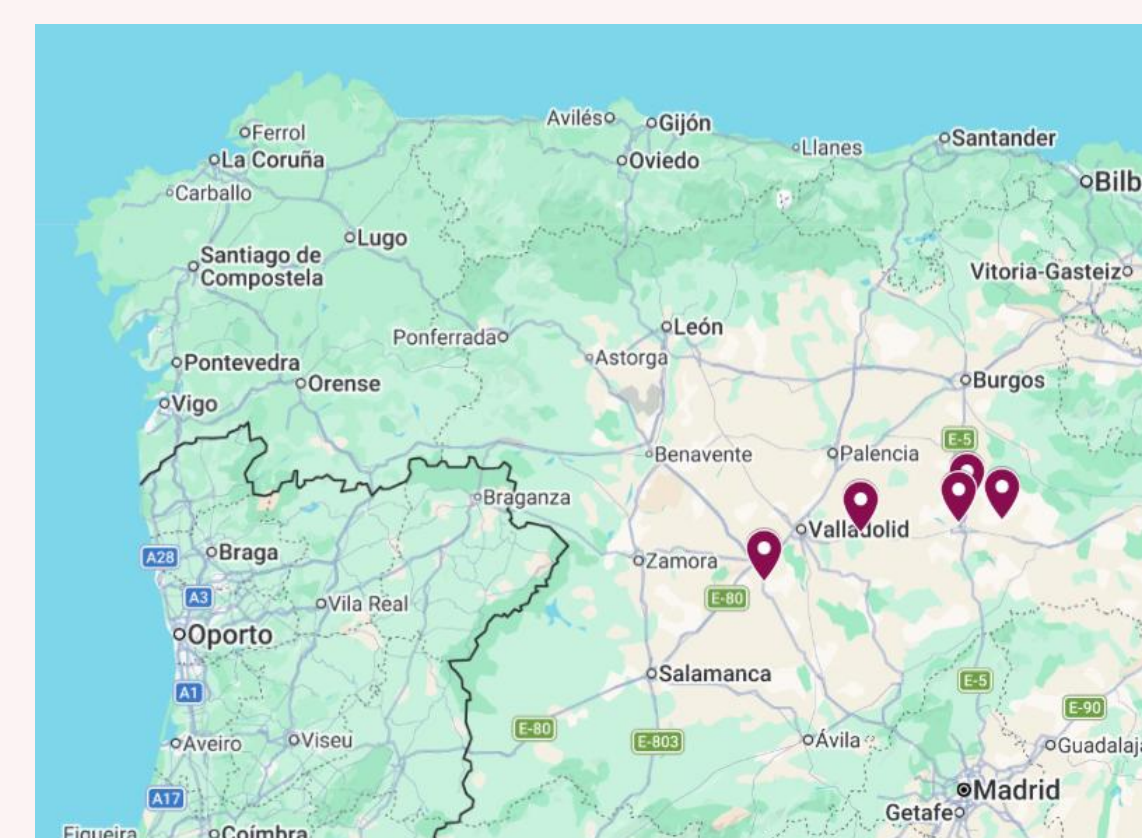 Avilés
Gijón
Ferrol
Santander
La Coruña
Oviedo
Llanes
Carballo
Bilb
Lugo
Santiago de
Compostela
Vitoria-Gasteiz
León
Ponferrada
Astorga
Pontevedra
Orense
Burgos
Vigo
E-5
Benavente
Palencia
Braganza
Valladolid
A28
Braga
Zamora
A3
Vila Real
E-80
Oporto
Salamanca
E-5
A1
E-90
E-80
E-803
Aveiro
Viseu
Ávila
Guadalaj
Madrid
A17
Getafe
Figueira
Coímbra